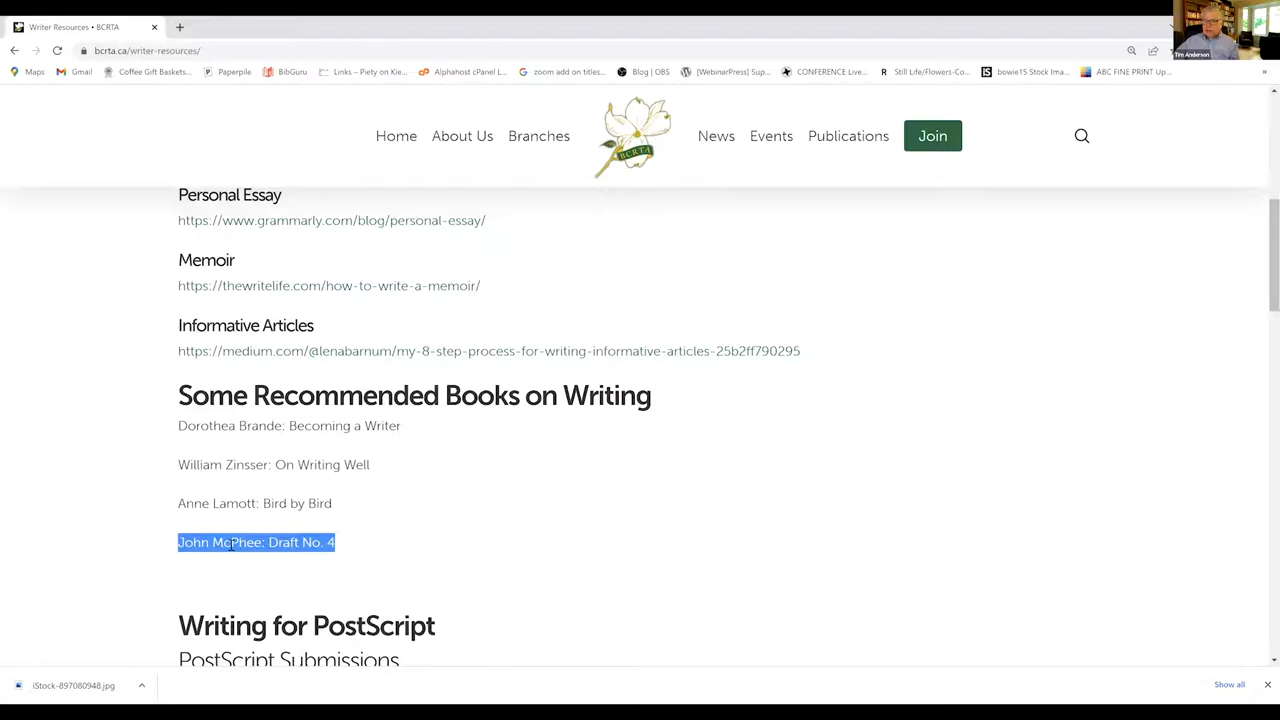 Writer Resources • BCRTA
bcrta.ca/writer-resources/
Maps
Gmail
Coffee Gift Baskets...
Paperpile
BibGuru
Links – Piety on Kie...
Alphahost cPanel L...
zoom add on titles...
Blog | OBS
[WebinarPress] Sup...
CONFERENCE Live...
Still Life/Flowers-Co...
bowie15 Stock Ima...
ABC FINE PRINT Up...
»
Tim Anderson
Home
About Us
Branches
BCRTA
News
Events
Publications
Join
Personal Essay
https://www.grammarly.com/blog/personal-essay/
Memoir
https://thewritelife.com/how-to-write-a-memoir/
Informative Articles
https://medium.com/@lenabarnum/my-8-step-process-for-writing-informative-articles-25b2ff790295
Some Recommended Books on Writing
Dorothea Brande: Becoming a Writer
William Zinsser: On Writing Well
Anne Lamott: Bird by Bird
John McPhee: Draft No. 4
Writing for PostScript
PostScript Submissions
iStock-897080948.jpg
Show all